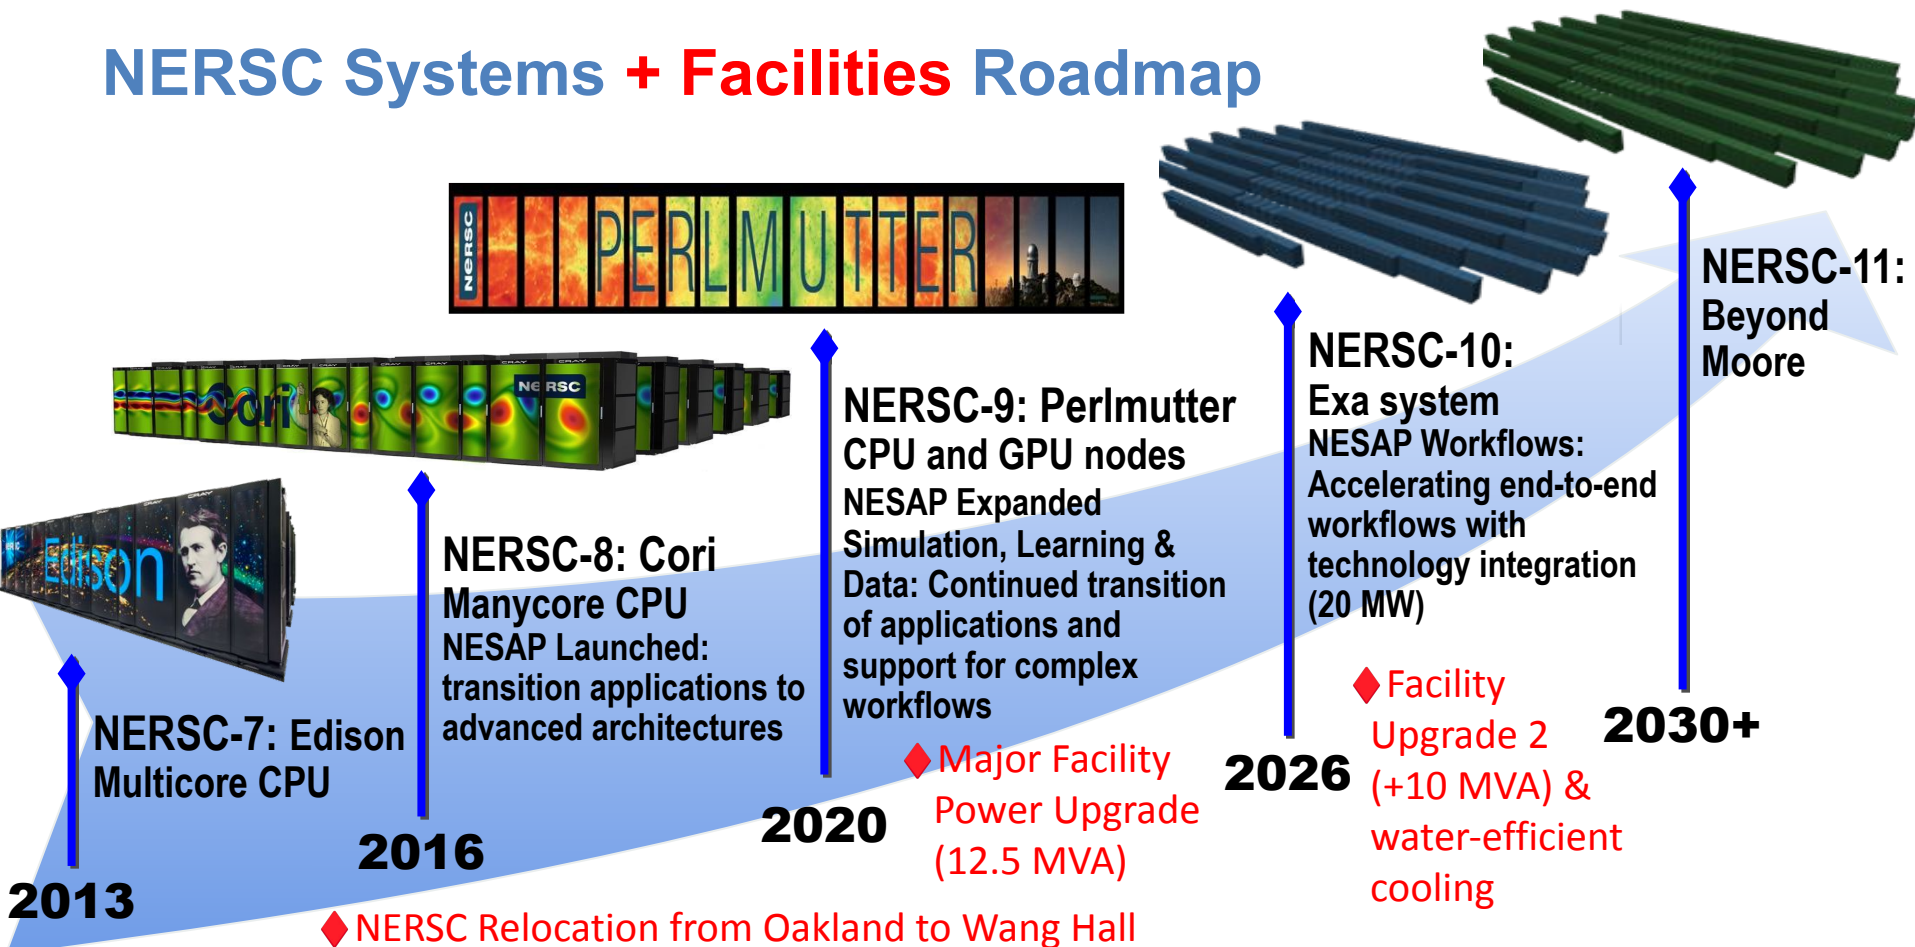 NERSC Systems + Facilities Roadmap
NERSC
PERLMUTTER
CRAY
Cori
NERSC
CRAY
Edison
NERSC-7: Edison
Multicore CPU
2013
NERSC-8: Cori
Manycore CPU
NESAP Launched:
transition applications to
advanced architectures
2016
NERSC-9: Perlmutter
CPU and GPU nodes
NESAP Expanded
Simulation, Learning &
Data: Continued transition
of applications and
support for complex
workflows
2020
NERSC-10:
Exa system
NESAP Workflows:
Accelerating end-to-end
workflows with
technology integration
(20 MW)
2026
NERSC-11:
Beyond
Moore
2030+
NERSC Relocation from Oakland to Wang Hall
Major Facility
Power Upgrade
(12.5 MVA)
Facility
Upgrade 2
(+10 MVA) &
water-efficient
cooling